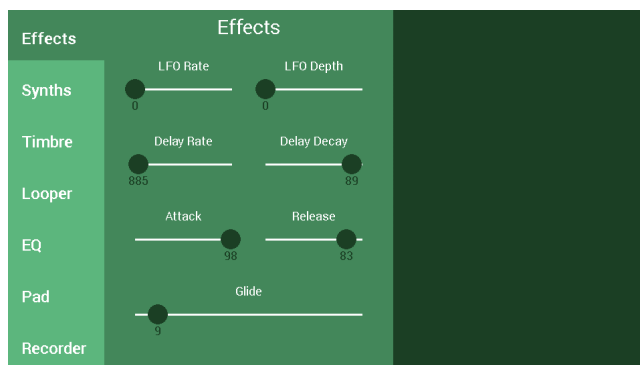 Effects
Effects
LFO Rate
LFO Depth
0
0
Synths
Timbre
Delay Rate
Delay Decay
885
89
Looper
Attack
Release
EQ
98
83
Pad
Glide
9
Recorder